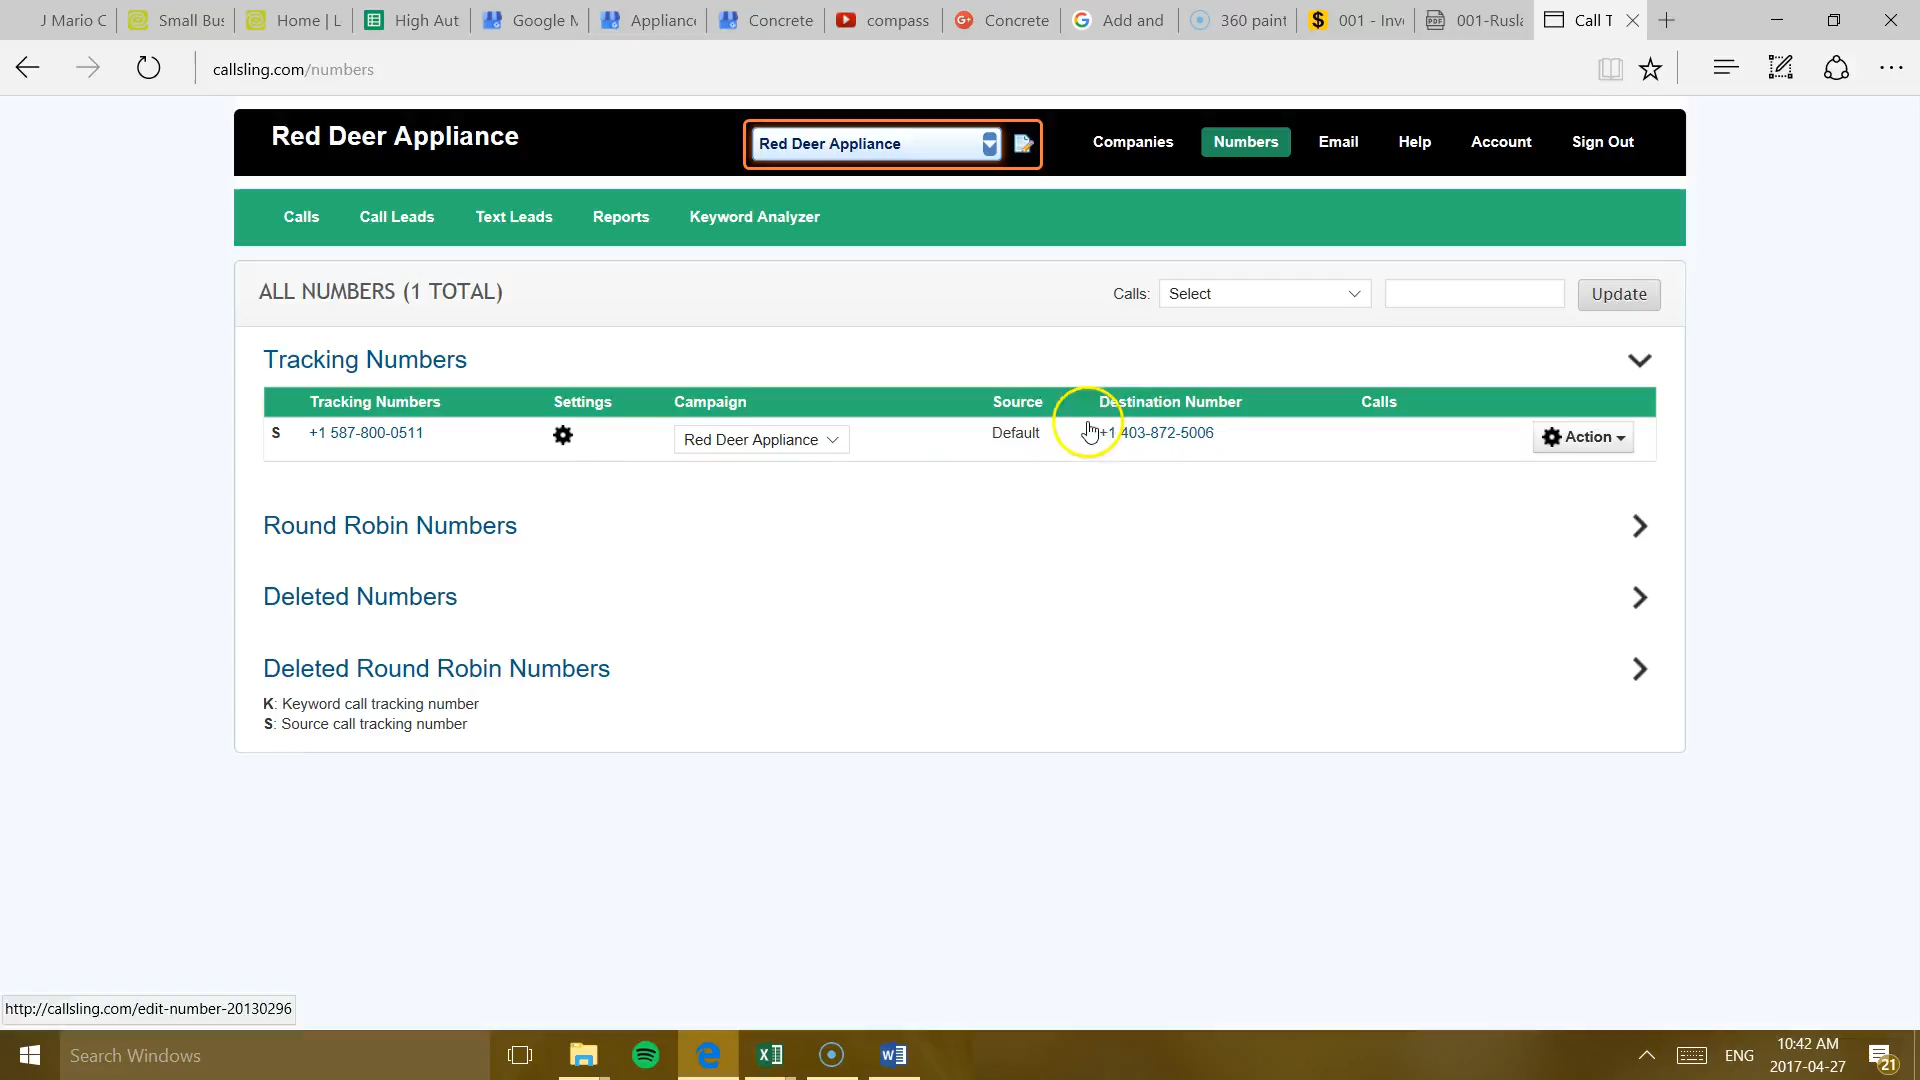 J Mario C
Small Bus
Home | L
High Aut
Google M
Appliance
Concrete
compass
Concrete
Add and
360 paint
001 - Inv
001-Rusla
Call T
callsling.com/numbers
Red Deer Appliance
Red Deer Appliance
Companies
Numbers
Email
Help
Account
Sign Out
Calls
Call Leads
Text Leads
Reports
Keyword Analyzer
ALL NUMBERS (1 TOTAL)
Calls: Select
Update
Tracking Numbers
Tracking Numbers Settings Campaign Source Destination Number Calls
S +1 587-800-0511 Red Deer Appliance Default +1 403-872-5006 Action
Round Robin Numbers
Deleted Numbers
Deleted Round Robin Numbers
K: Keyword call tracking number
S: Source call tracking number
http://callsling.com/edit-number-20130296
Search Windows
ENG
10:42 AM
2017-04-27
21